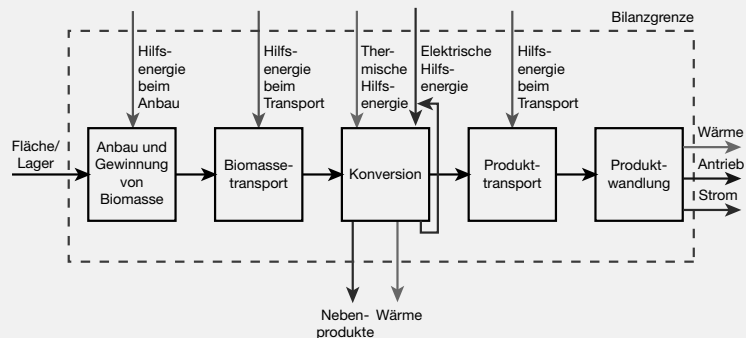 Bilanzgrenze
Hilfs-
energie
beim
Anbau
Hilfs-
energie
beim
Transport
Ther-
mische
Hilfs-
energie
Elektrische
Hilfs-
energie
Hilfs-
energie
beim
Transport
Fläche/
Lager
Anbau und
Gewinnung
von
Biomasse
Biomasse-
transport
Konversion
Produkt-
transport
Produkt-
wandlung
Wärme
Antrieb
Strom
Neben-
produkte
Wärme